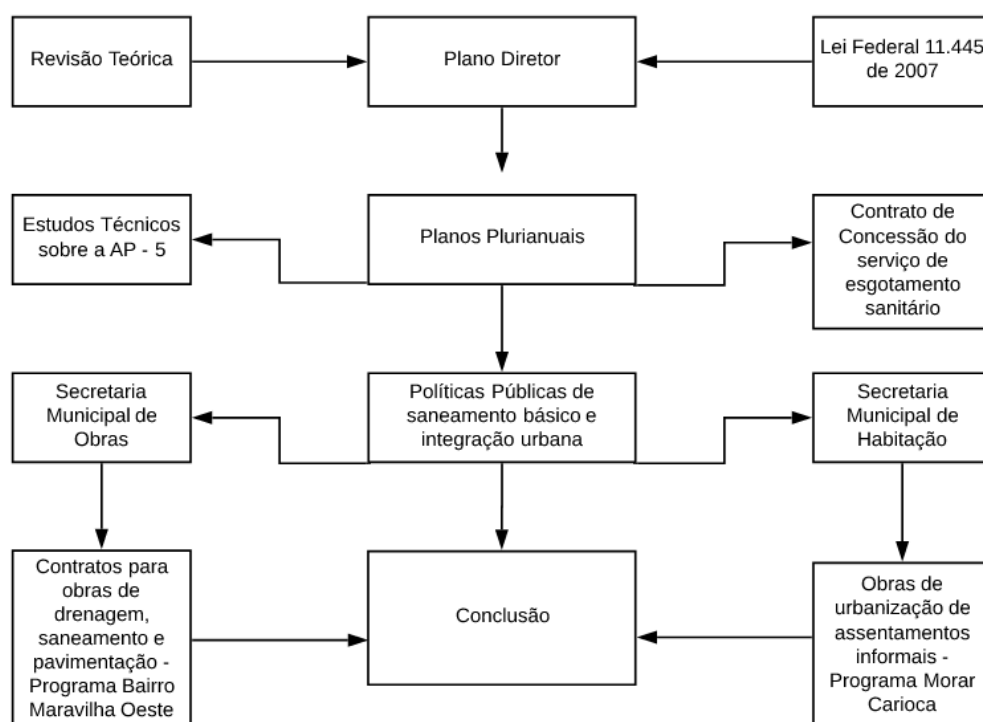 Revisão Teórica
Plano Diretor
Lei Federal 11.445
de 2007
Estudos Técnicos
sobre a AP - 5
Planos Plurianuais
Contrato de
Concessão do
serviço de
esgotamento
sanitário
Secretaria
Municipal de
Obras
Políticas Públicas de
saneamento básico e
integração urbana
Secretaria
Municipal de
Habitação
Contratos para
obras de
drenagem,
saneamento e
pavimentação -
Programa Bairro
Maravilha Oeste
Conclusão
Obras de
urbanização de
assentamentos
informais -
Programa Morar
Carioca